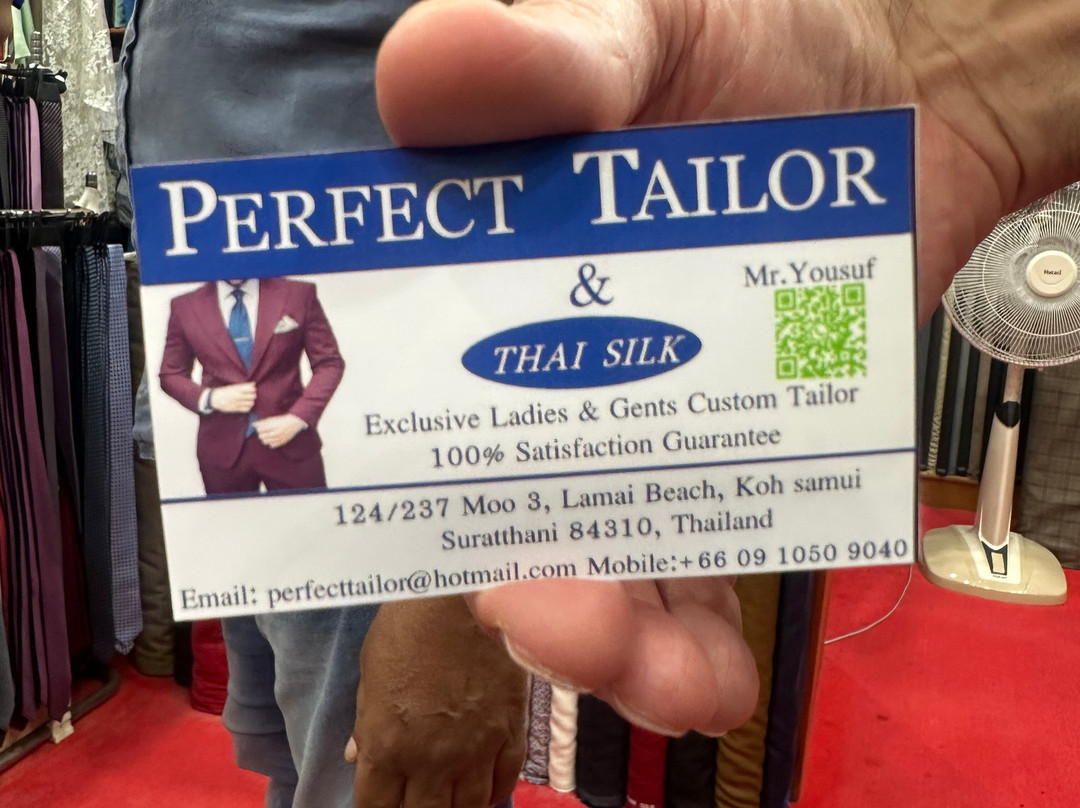 PERFECT TAILOR
&
Mr.Yousuf
THAI SILK
Exclusive Ladies & Gents Custom Tailor
100% Satisfaction Guarantee
124/237 Moo 3, Lamai Beach, Koh samui
Suratthani 84310, Thailand
Email: perfecttailor@hotmail.com Mobile:+66 09 1050 9040